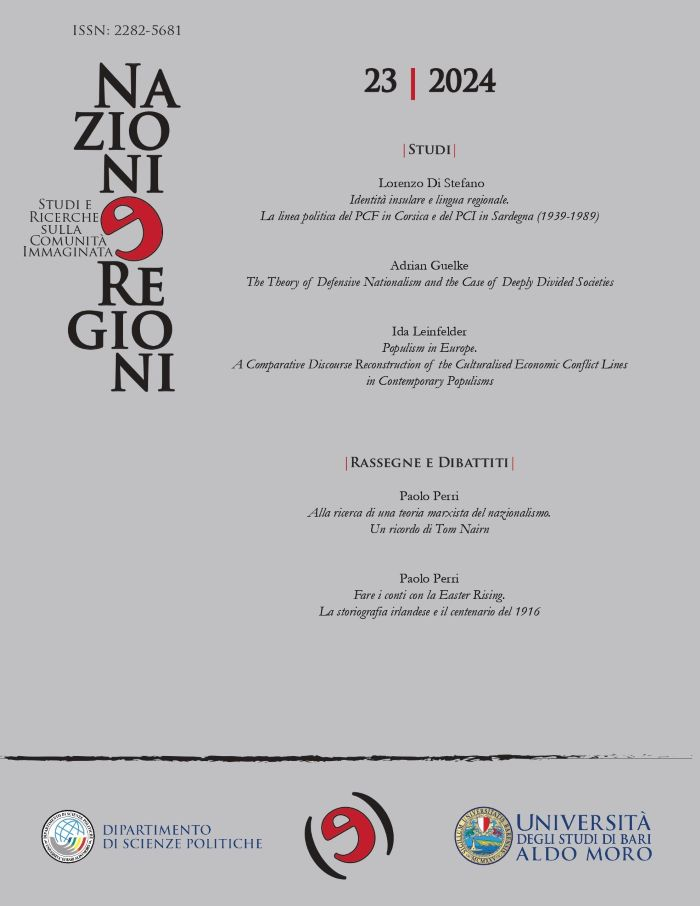 ISSN: 2282-5681
NA
ZIO
NI
e
RE
GIO
NI
STUDI E
RICERCHE
SULLA
COMUNITÀ
IMMAGINATA
23 | 2024
|STUDI|
Lorenzo Di Stefano
Identità insulare e lingua regionale.
La linea politica del PCF in Corsica e del PCI in Sardegna (1939-1989)
Adrian Guelke
The Theory of Defensive Nationalism and the Case of Deeply Divided Societies
Ida Leinfelder
Populism in Europe.
A Comparative Discourse Reconstruction of the Culturalised Economic Conflict Lines
in Contemporary Populisms
|RASSEGNE E DIBATTITI|
Paolo Perri
Alla ricerca di una teoria marxista del nazionalismo.
Un ricordo di Tom Nairn
Paolo Perri
Fare i conti con la Easter Rising.
La storiografia irlandese e il centenario del 1916
DIPARTIMENTO
DI SCIENZE POLITICHE
e
UNIVERSITÀ
DEGLI STUDI DI BARI
ALDO MORO